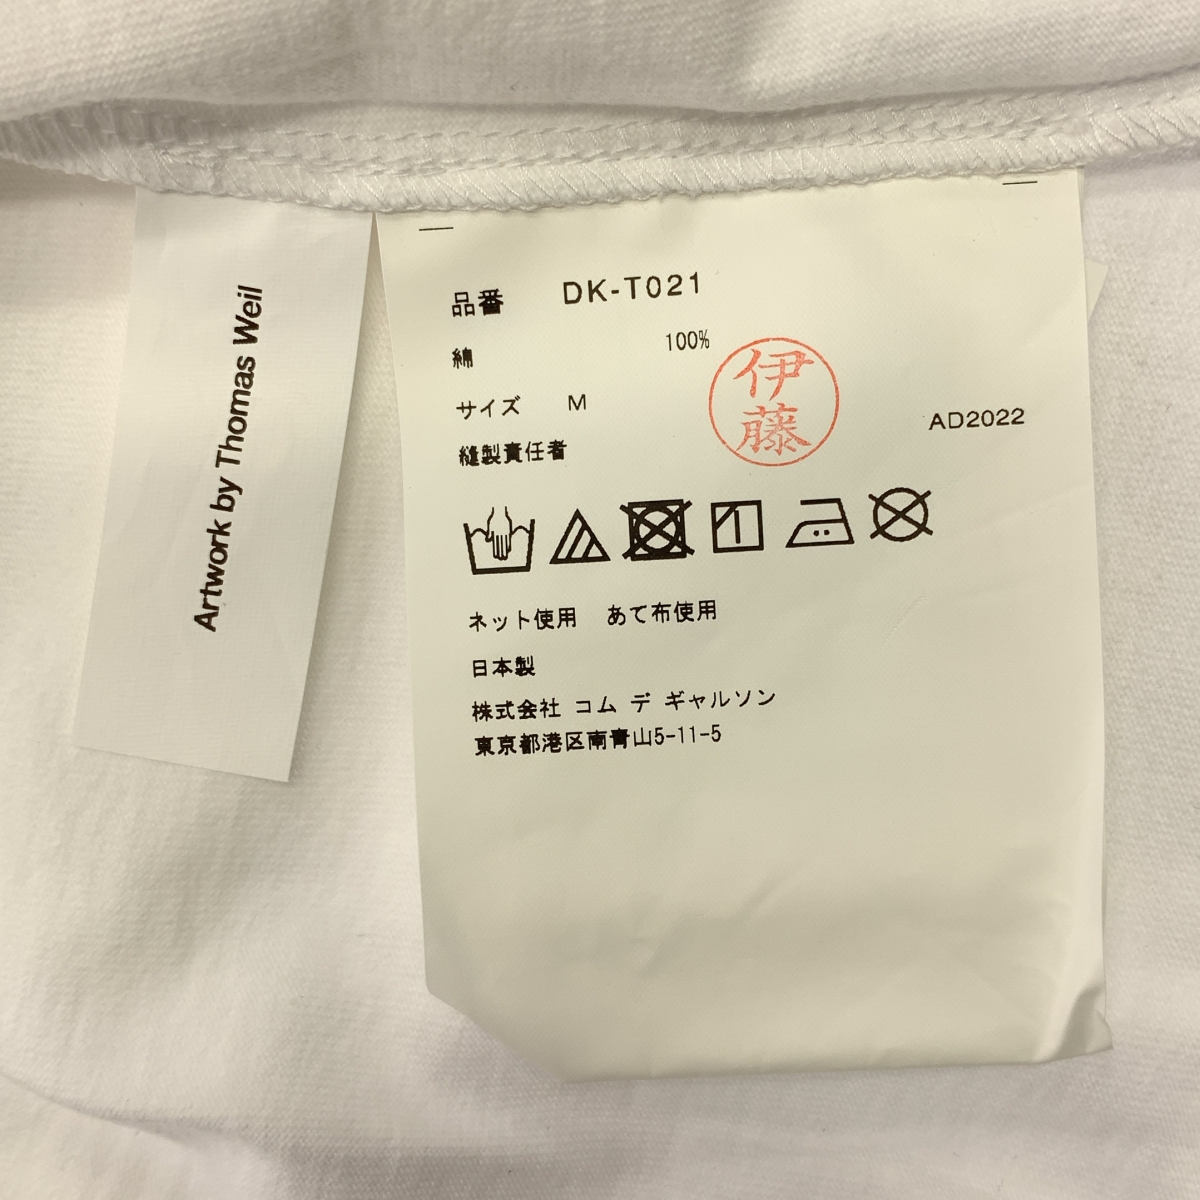 Artwork by Thomas Weil
品番 DK-T021
綿 100%
サイズ M
伊藤
AD2022
縫製責任者
ネット使用 あて布使用
日本製
株式会社 コム デ ギャルソン
東京都港区南青山5-11-5